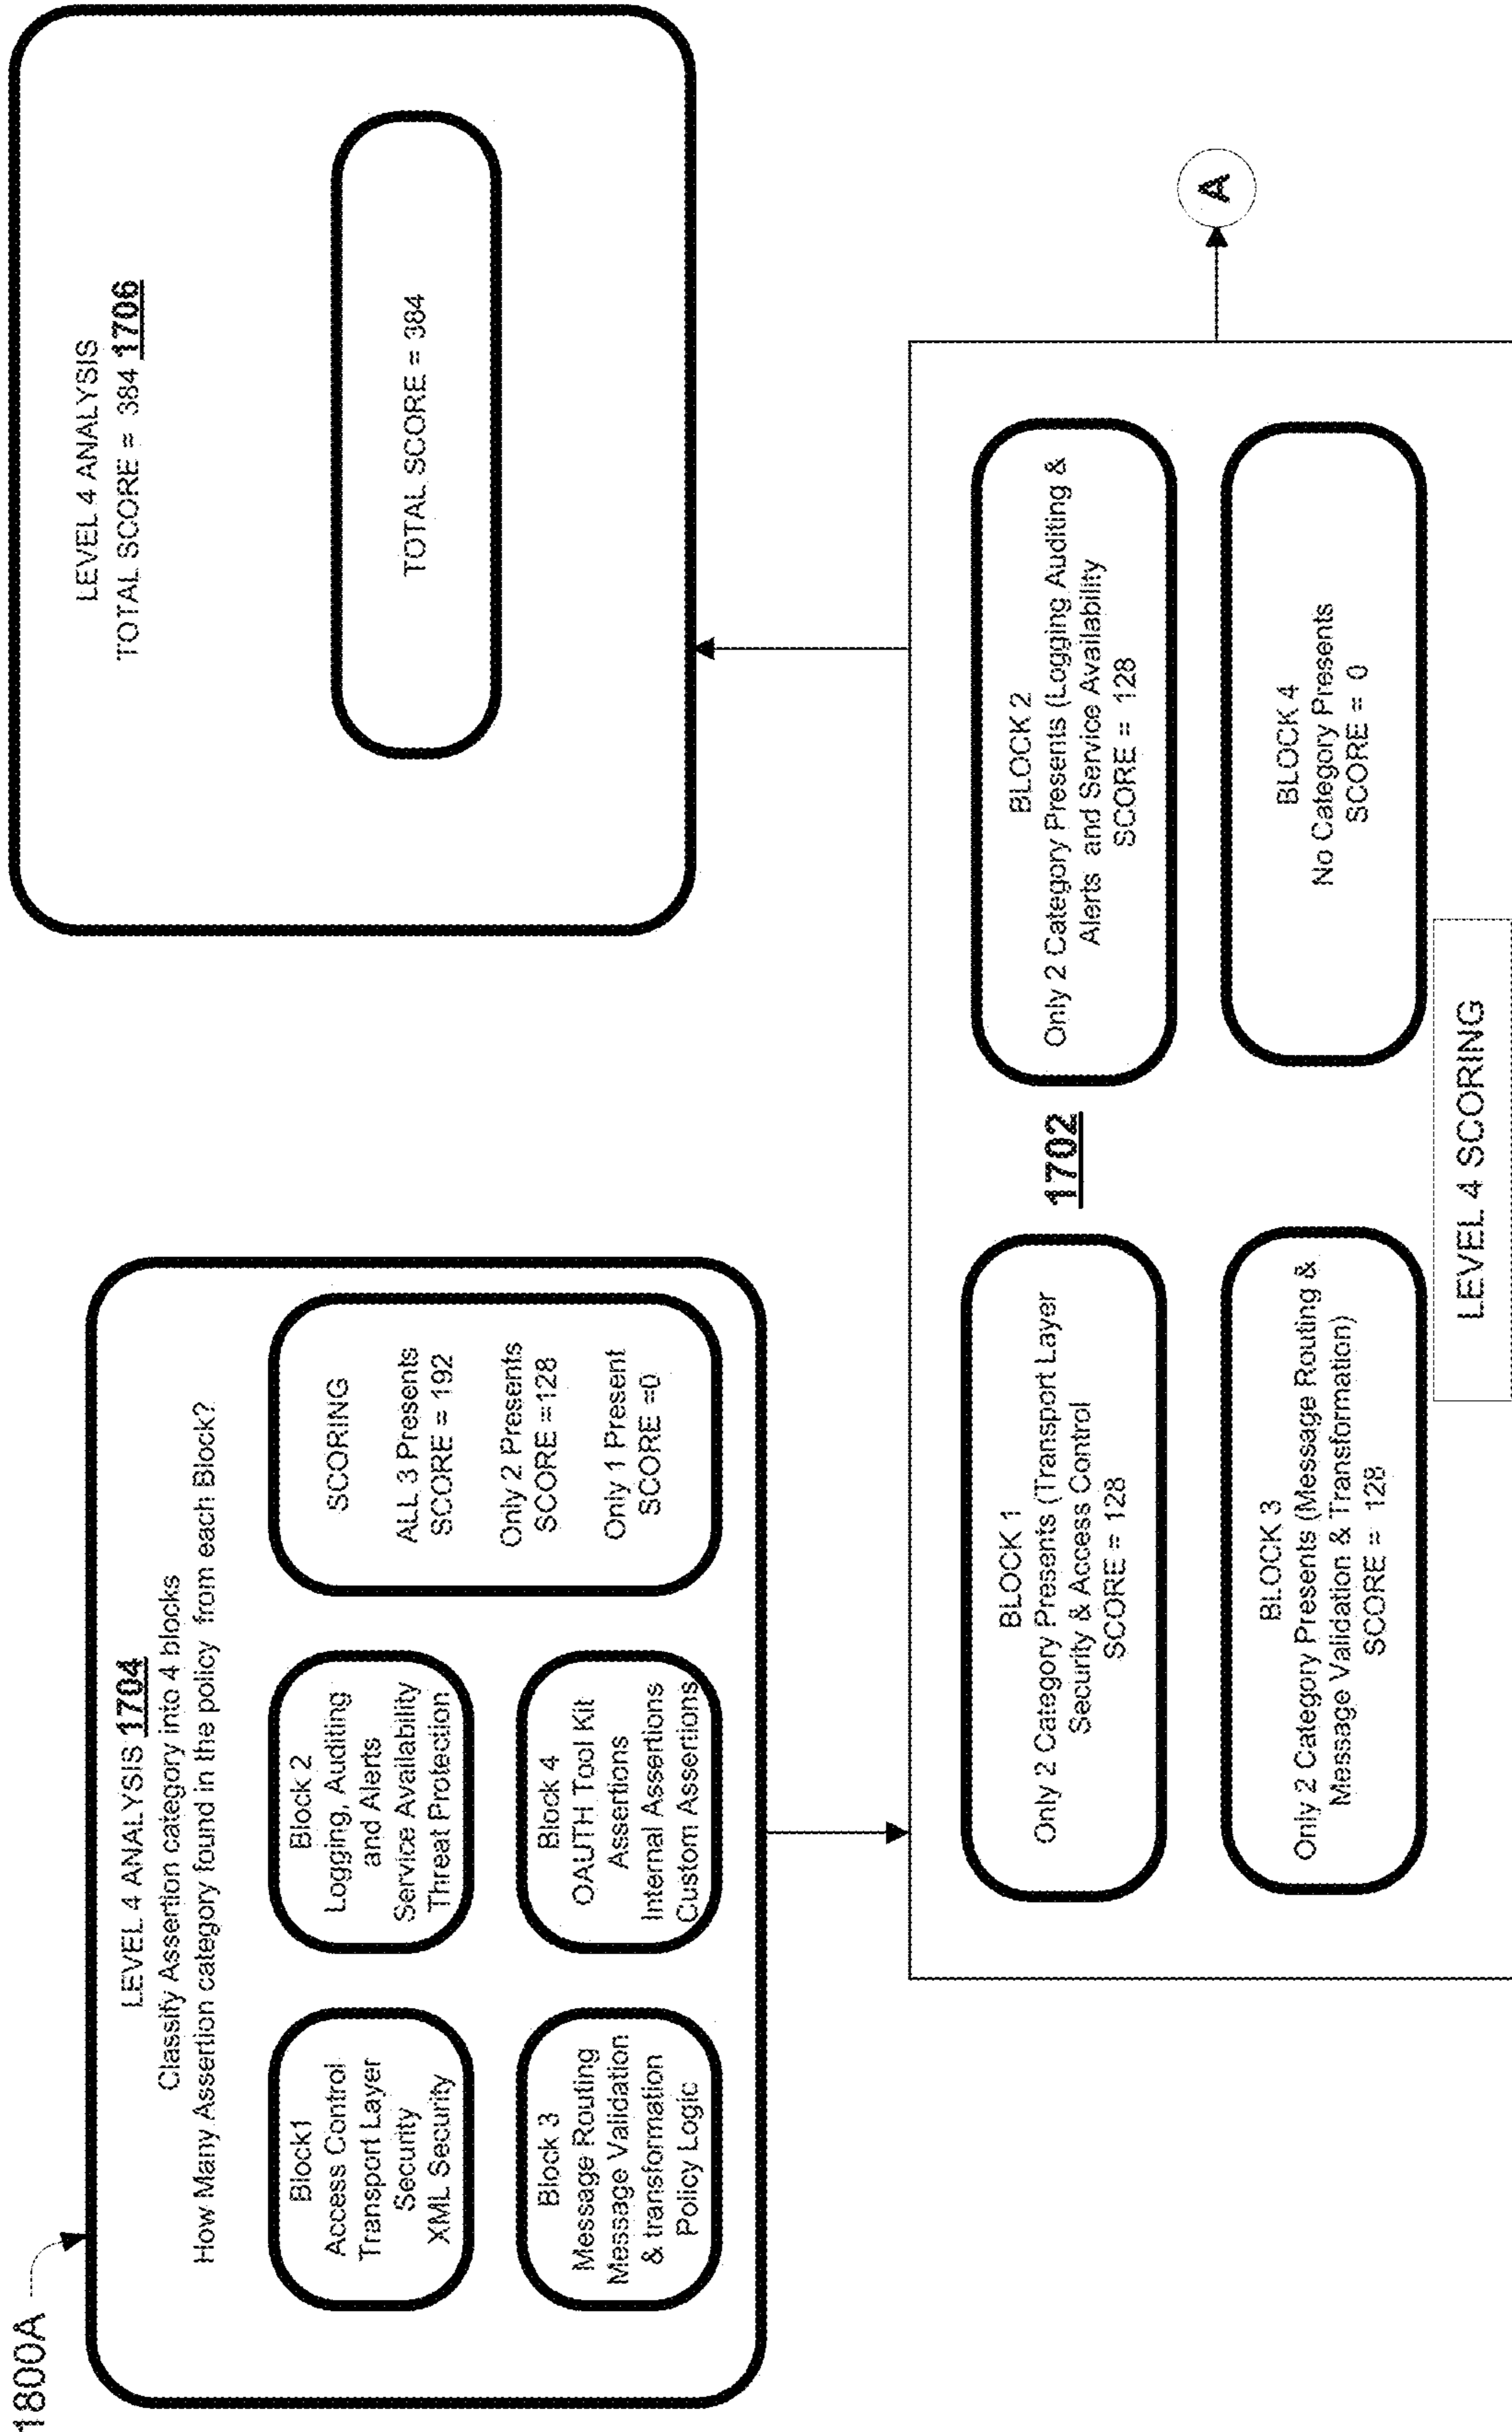 1800A
LEVEL 4 ANALYSIS 1704
Classify Assertion category into 4 blocks
How Many Assertion category found in the policy from each Block?
Block1
Access Control
Transport Layer
Security
XML Security
Block 2
Logging, Auditing
and Alerts
Service Availability
Threat Protection
Block 3
Message Routing
Message Validation
& transformation
Policy Logic
Block 4
OAUTH Tool Kit
Assertions
Internal Assertions
Custom Assertions
SCORING
ALL 3 Presents
SCORE = 192
Only 2 Presents
SCORE =128
Only 1 Present
SCORE =0
LEVEL 4 ANALYSIS
TOTAL SCORE = 384 1706
TOTAL SCORE = 384
BLOCK 1
Only 2 Category Presents (Transport Layer
Security & Access Control
SCORE = 128
1702
BLOCK 2
Only 2 Category Presents (Logging Auditing &
Alerts and Service Availability
SCORE = 128
BLOCK 3
Only 2 Category Presents (Message Routing &
Message Validation & Transformation)
SCORE = 128
BLOCK 4
No Category Presents
SCORE = 0
LEVEL 4 SCORING
A